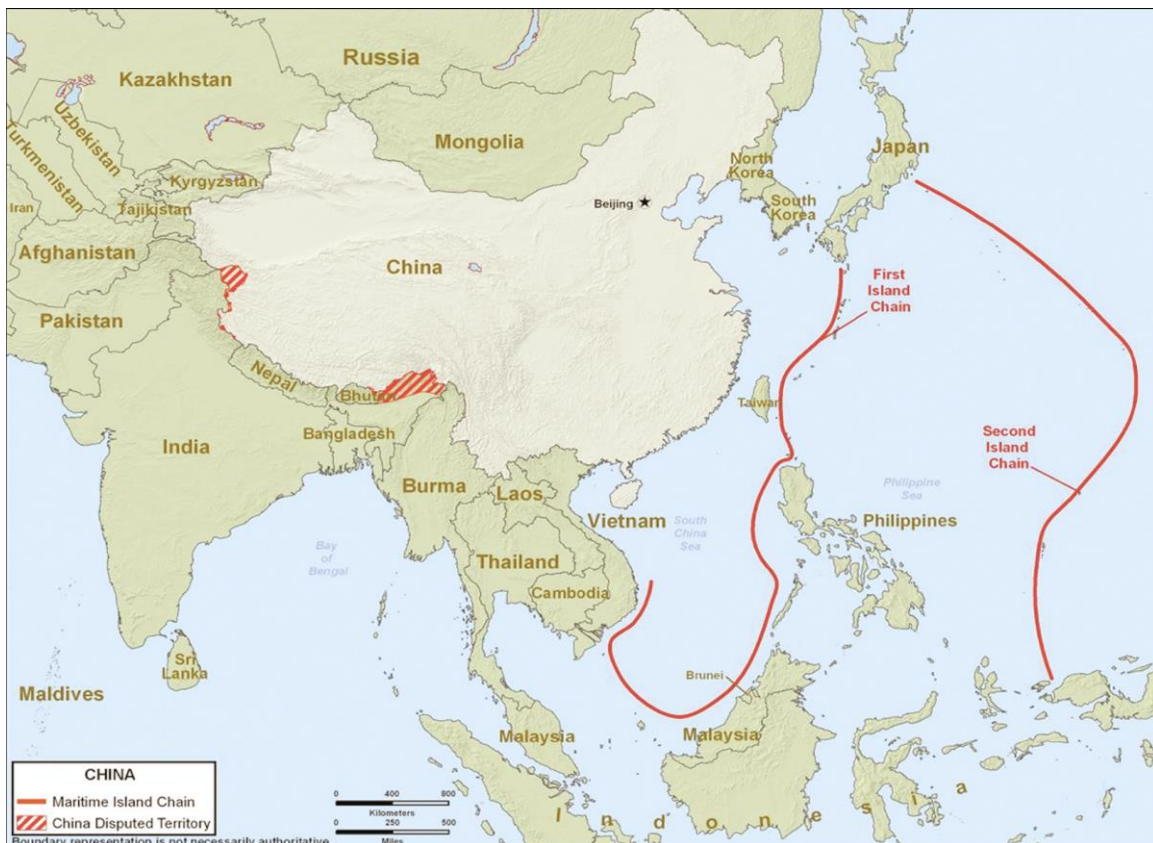 Russia
Kazakhstan
Mongolia
Uzbekistan
Turkmenistan
Kyrgyzstan
Tajikistan
Iran
Afghanistan
Pakistan
North
Korea
South
Korea
Japan
Beijing
China
First
Island
Chain
Nepal
Bhutan
Bangladesh
India
Taiwan
Second
Island
Chain
Burma
Laos
Vietnam
South
China
Sea
Philippine
Sea
Philippines
Bay
of
Bengal
Thailand
Cambodia
Sri
Lanka
Maldives
Brunei
Malaysia
Malaysia
Indonesia
CHINA
Maritime Island Chain
China Disputed Territory
Boundary representation is not necessarily authoritative
0 400 800
Kilometers
0 250 500
Miles